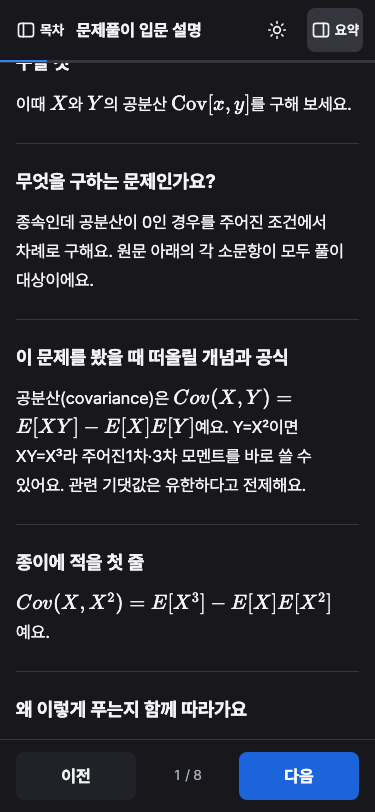 목차 문제풀이 입문 설명 요약
이때 X와 Y의 공분산 Cov[x, y]를 구해 보세요.
무엇을 구하는 문제인가요?
종속인데 공분산이 0인 경우를 주어진 조건에서
차례로 구해요. 원문 아래의 각 소문항이 모두 풀이
대상이에요.
이 문제를 봤을 때 떠올릴 개념과 공식
공분산(covariance)은 Cov(X, Y) =
E[XY] − E[X]E[Y]예요. Y=X²이면
XY=X³라 주어진1차·3차 모멘트를 바로 쓸 수
있어요. 관련 기댓값은 유한하다고 전제해요.
종이에 적을 첫 줄
Cov(X, X²) = E[X³] − E[X]E[X²]
예요.
왜 이렇게 푸는지 함께 따라가요
이전 1 / 8 다음